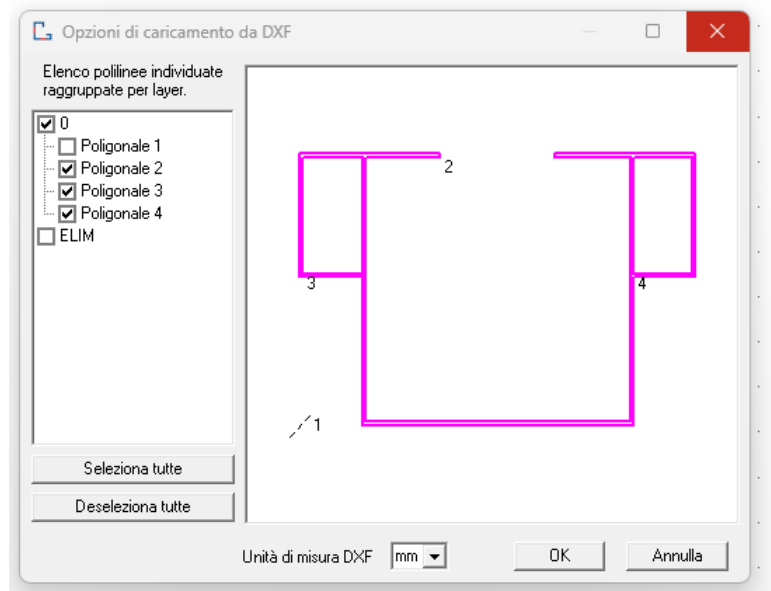 Opzioni di caricamento da DXF
Elenco polilinee individuate
raggruppate per layer.
0
Poligonale 1
Poligonale 2
Poligonale 3
Poligonale 4
ELIM
2
3
4
1
Seleziona tutte
Deseleziona tutte
Unità di misura DXF mm OK Annulla